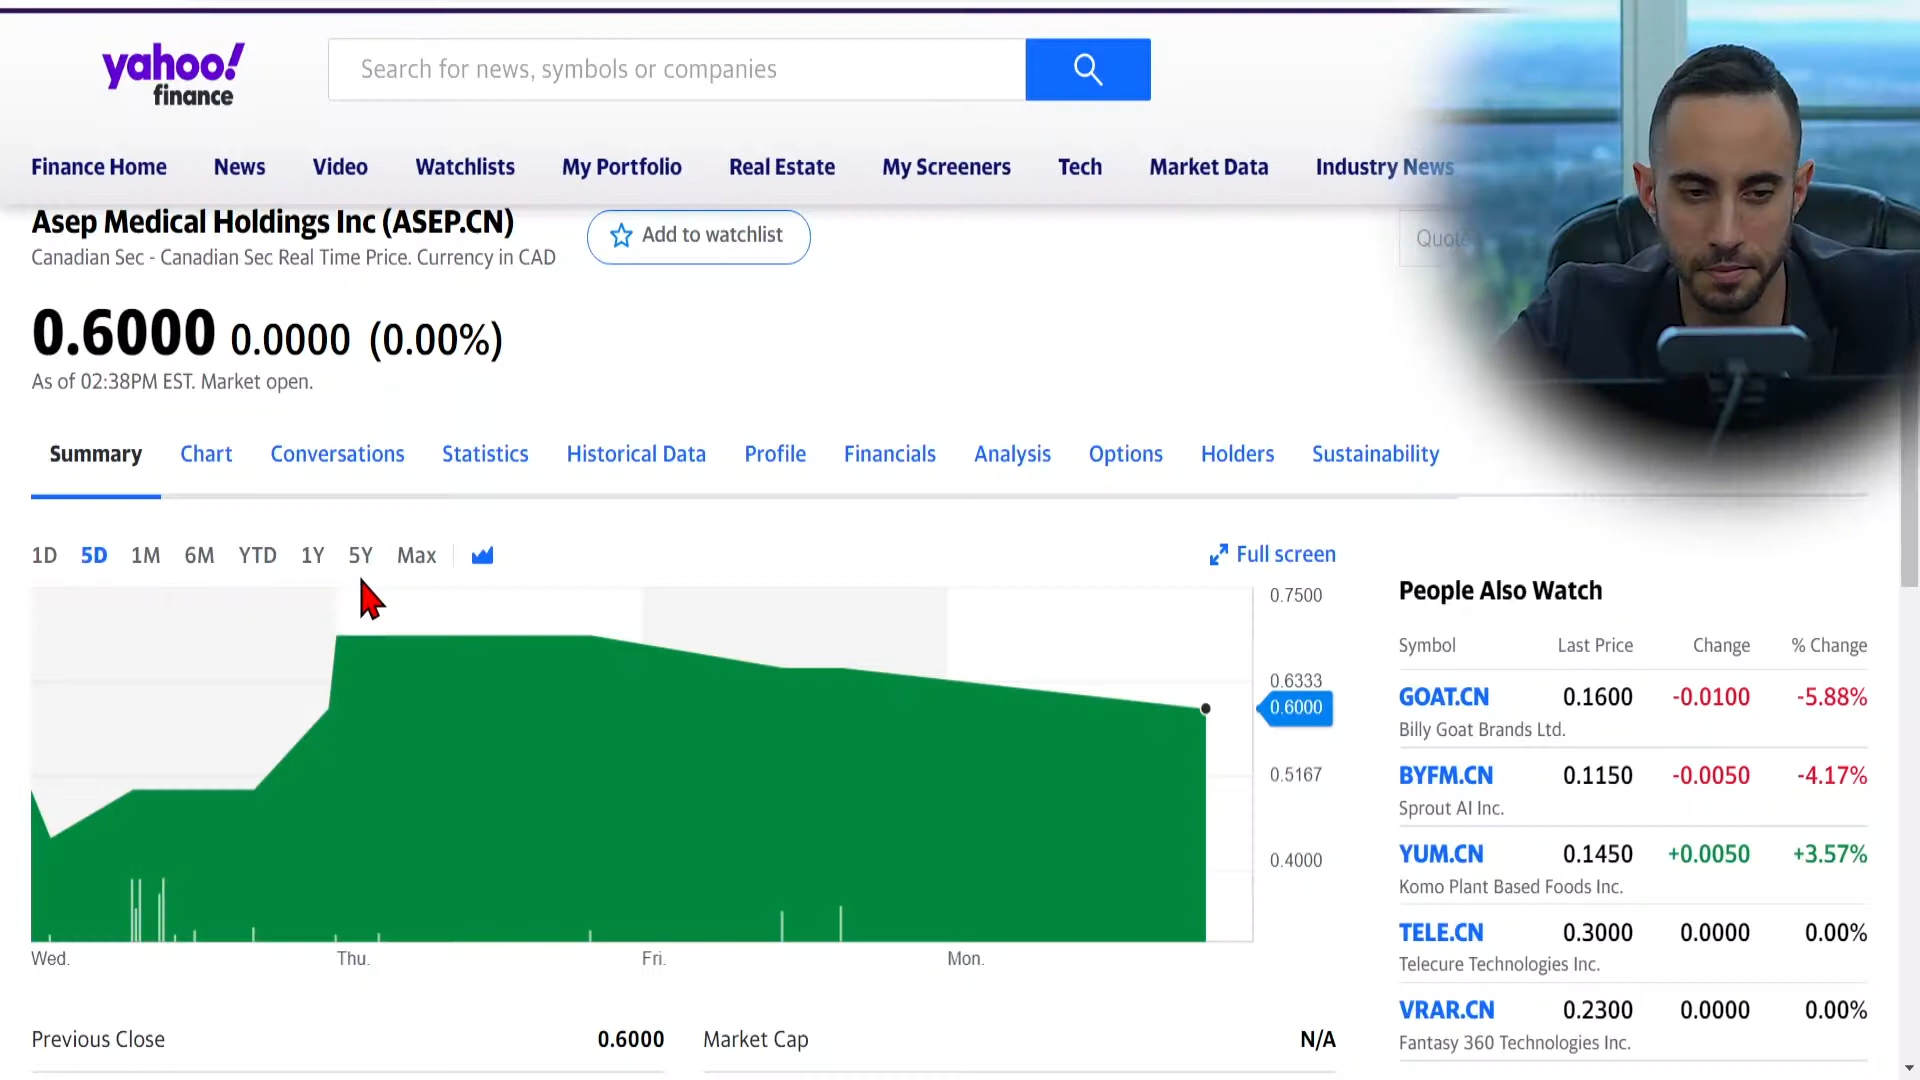 yahoo!
finance
Search for news, symbols or companies
Finance Home News Video Watchlists My Portfolio Real Estate My Screeners Tech Market Data Industry News
Asep Medical Holdings Inc (ASEP.CN)
Add to watchlist
Canadian Sec - Canadian Sec Real Time Price. Currency in CAD
Quote
0.6000 0.0000 (0.00%)
As of 02:38PM EST. Market open.
Summary Chart Conversations Statistics Historical Data Profile Financials Analysis Options Holders Sustainability
1D 5D 1M 6M YTD 1Y 5Y Max
Full screen
0.7500
0.6333
0.6000
0.5167
0.4000
Wed. Thu. Fri. Mon.
Previous Close 0.6000
Market Cap N/A
People Also Watch
Symbol Last Price Change % Change
GOAT.CN 0.1600 -0.0100 -5.88%
Billy Goat Brands Ltd.
BYFM.CN 0.1150 -0.0050 -4.17%
Sprout AI Inc.
YUM.CN 0.1450 +0.0050 +3.57%
Komo Plant Based Foods Inc.
TELE.CN 0.3000 0.0000 0.00%
Telecure Technologies Inc.
VRAR.CN 0.2300 0.0000 0.00%
Fantasy 360 Technologies Inc.